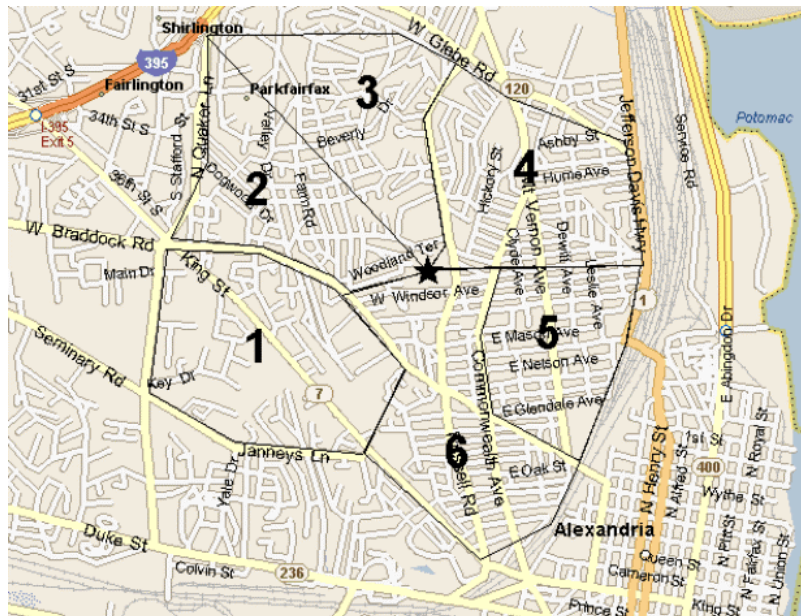 Shirlington
W Glebe Rd
395
31st St S
Fairlington
Parkfairfax
3
120
I-395
Exit 5
34th St S
N Quaker Ln
Valley Dr
Beverly Dr
Jefferson Davis Hwy
Service Rd
Potomac
S Stafford St
36th St S
2
Dogwood Dr
Farm Rd
Hickory St
4
Ashby St
Hume Ave
Mt Vernon Ave
W Braddock Rd
Main Dr
King St
Woodland Ter
Clyde Ave
Dewitt Ave
Leslie Ave
W Windsor Ave
1
1
5
E Mason Ave
E Nelson Ave
E Abingdon Dr
Seminary Rd
Key Dr
7
Commonwealth Ave
E Glendale Ave
Janneys Ln
Yale Dr
6
Russell Rd
E Oak St
N Henry St
1st St
N Alfred St
400
N Royal St
Wythe St
Duke St
Colvin St
236
Alexandria
Queen St
Cameron St
Prince St
King St
N Pitt St
N Fairfax St
N Union St